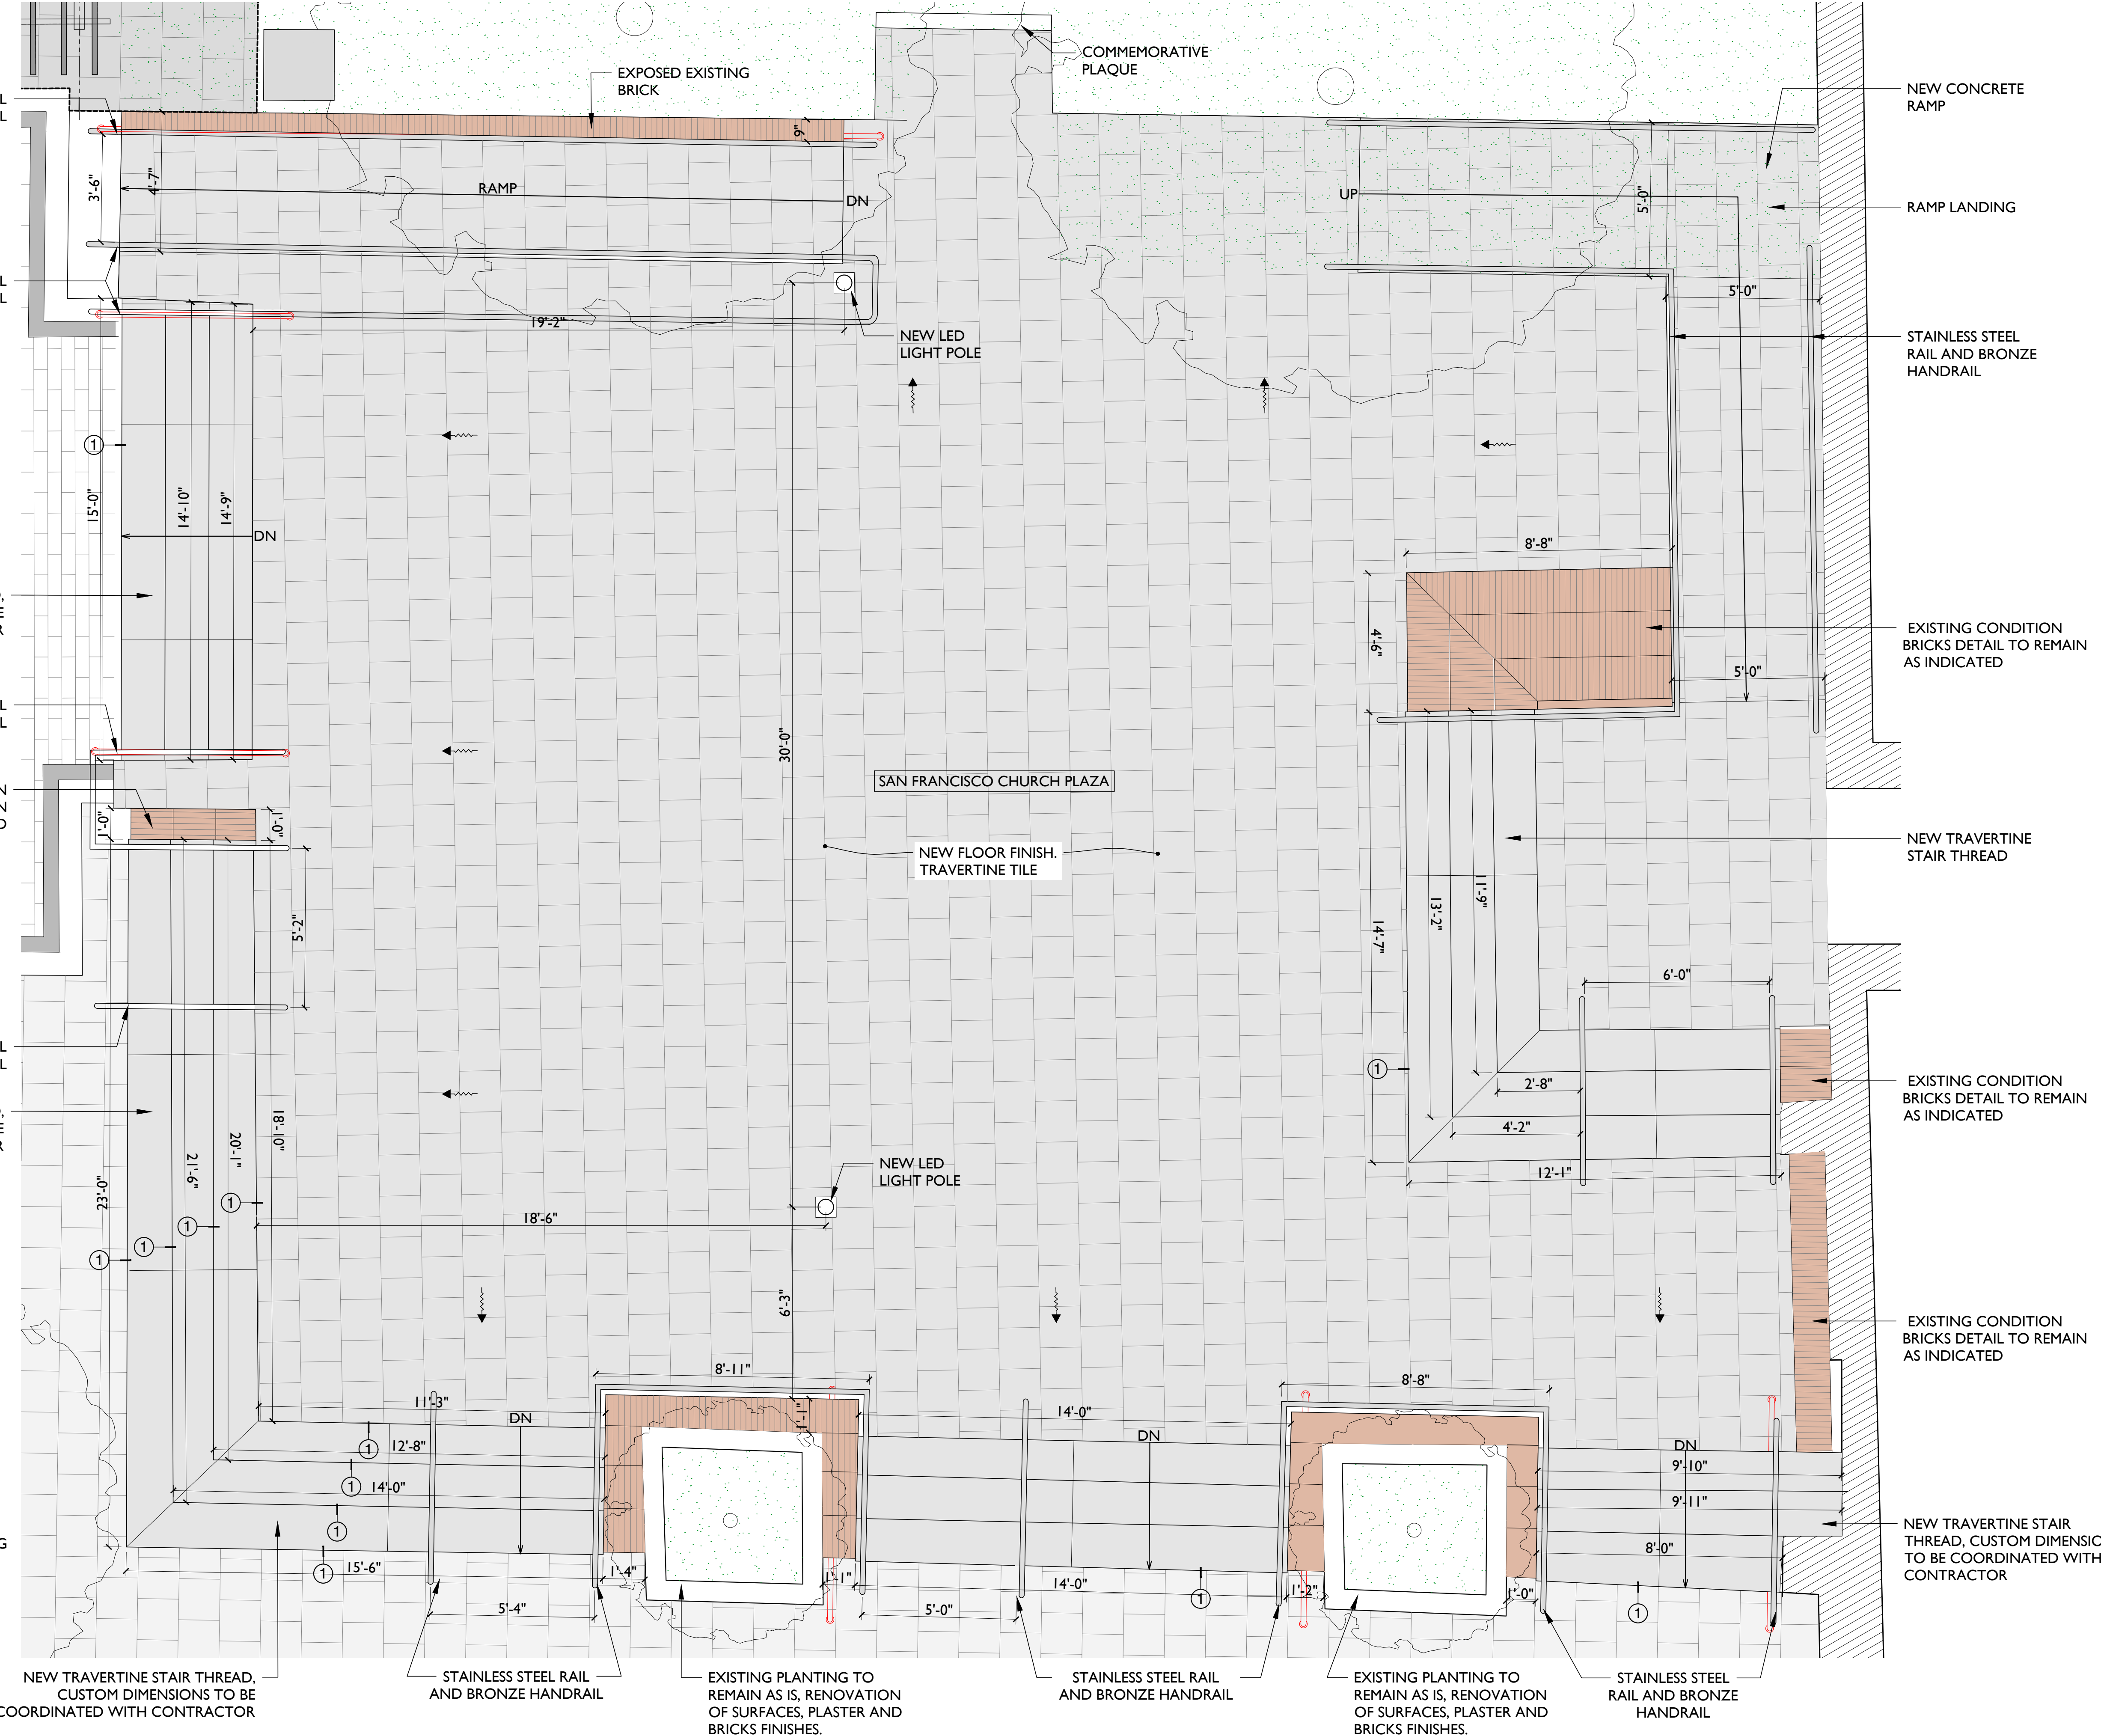 COMMEMORATIVE
PLAQUE
EXPOSED EXISTING
BRICK
NEW CONCRETE
RAMP
L
L
9"
3'-6"
4'-7"
RAMP
DN
UP
5'-0"
RAMP LANDING
L
L
5'-0"
19'-2"
NEW LED
LIGHT POLE
STAINLESS STEEL
RAIL AND BRONZE
HANDRAIL
1
15'-0"
14'-10"
14'-9"
DN
8'-8"
4'-6"
EXISTING CONDITION
BRICKS DETAIL TO REMAIN
AS INDICATED
5'-0"
L
L
30'-0"
SAN FRANCISCO CHURCH PLAZA
1'-0"
1'-0"
NEW FLOOR FINISH.
TRAVERTINE TILE
NEW TRAVERTINE
STAIR THREAD
5'-2"
14'-7"
13'-2"
11'-9"
6'-0"
L
L
1
2'-8"
4'-2"
12'-1"
EXISTING CONDITION
BRICKS DETAIL TO REMAIN
AS INDICATED
23'-0"
21'-6"
20'-1"
18'-10"
1
1
1
1
NEW LED
LIGHT POLE
18'-6"
6'-3"
EXISTING CONDITION
BRICKS DETAIL TO REMAIN
AS INDICATED
8'-11"
8'-8"
11'-3"
DN
1'-1"
14'-0"
DN
DN
1
12'-8"
9'-10"
1
14'-0"
9'-11"
1
G
NEW TRAVERTINE STAIR
THREAD, CUSTOM DIMENSIO
TO BE COORDINATED WITH
CONTRACTOR
8'-0"
1
15'-6"
1'-4"
1'-1"
14'-0"
1
1'-2"
1'-0"
1
5'-4"
5'-0"
NEW TRAVERTINE STAIR THREAD,
CUSTOM DIMENSIONS TO BE
COORDINATED WITH CONTRACTOR
STAINLESS STEEL RAIL
AND BRONZE HANDRAIL
EXISTING PLANTING TO
REMAIN AS IS, RENOVATION
OF SURFACES, PLASTER AND
BRICKS FINISHES.
STAINLESS STEEL RAIL
AND BRONZE HANDRAIL
EXISTING PLANTING TO
REMAIN AS IS, RENOVATION
OF SURFACES, PLASTER AND
BRICKS FINISHES.
STAINLESS STEEL
RAIL AND BRONZE
HANDRAIL